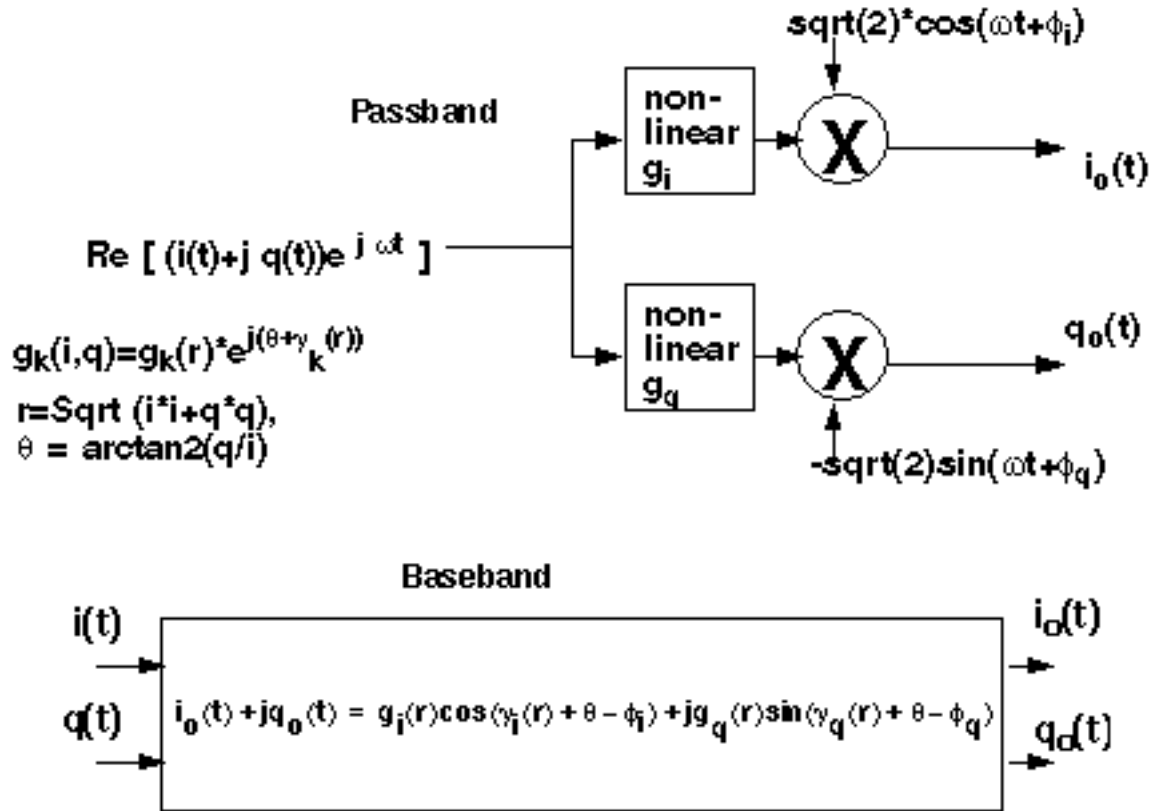 sqrt(2)*cos(ωt+ϕi)
Passband
non-
linear
gi
X
io(t)
Re [ (i(t)+j q(t))e j ωt ]
non-
linear
gq
X
qo(t)
gk(i,q)=gk(r)*ej(θ+γk(r))
r=Sqrt (i*i+q*q),
θ = arctan2(q/i)
-sqrt(2)sin(ωt+ϕq)
Baseband
i(t)
io(t)
q(t)
io(t) +jqo(t) = gi(r)cos(γi(r) + θ-ϕi) +jgq(r)sin(γq(r) + θ-ϕq)
qo(t)